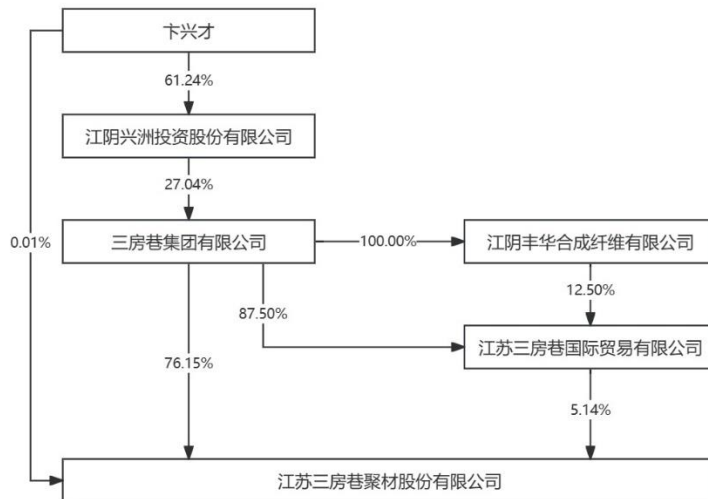 卞兴才
61.24%
江阴兴洲投资股份有限公司
27.04%
0.01%
三房巷集团有限公司
100.00%
江阴丰华合成纤维有限公司
87.50%
12.50%
江苏三房巷国际贸易有限公司
76.15%
5.14%
江苏三房巷聚材股份有限公司